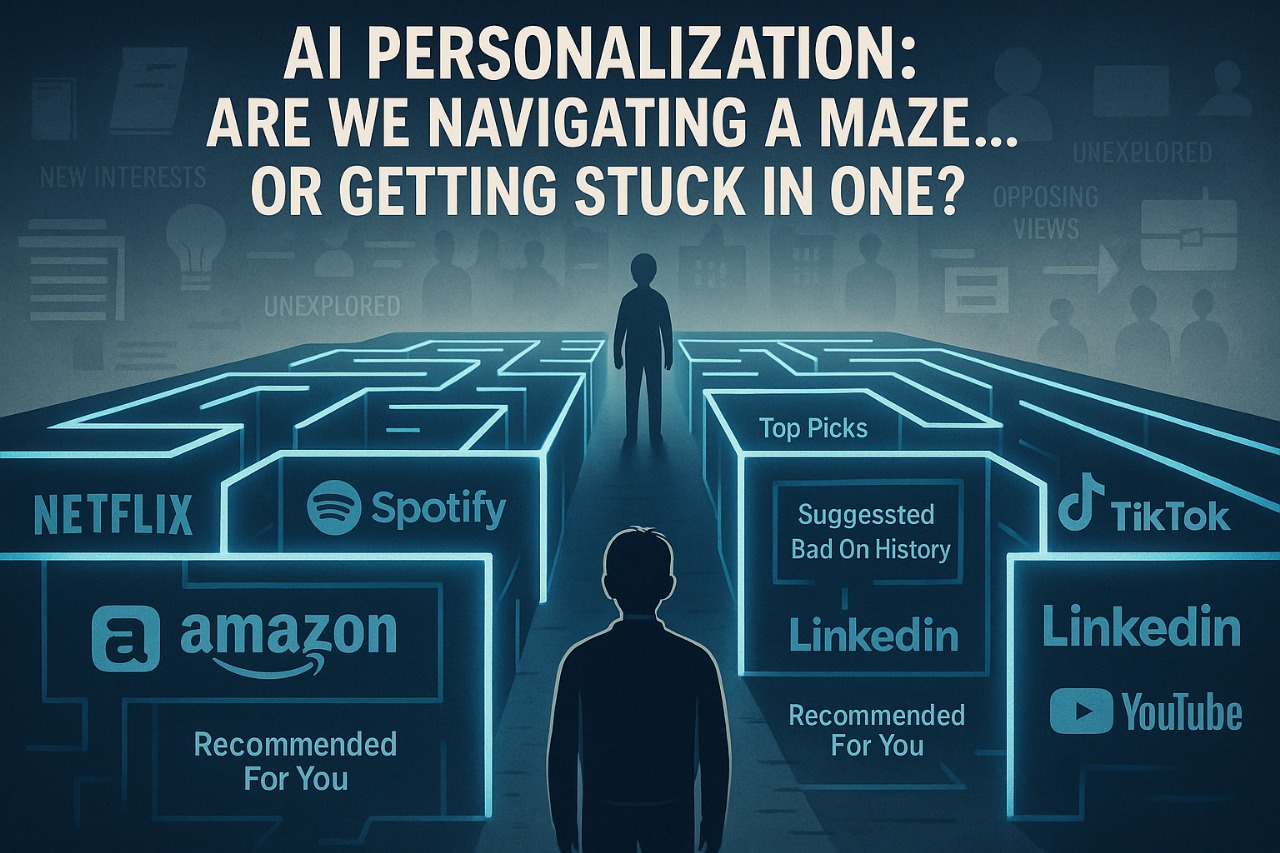 AI PERSONALIZATION:
ARE WE NAVIGATING A MAZE...
OR GETTING STUCK IN ONE?
NEW INTERESTS
UNEXPLORED
UNEXPLORED
OPPOSING
VIEWS
Top Picks
NETFLIX
Spotify
Suggessted
Bad On History
TikTok
a amazon
Linkedin
Linkedin
YouTube
Recommended
For You
Recommended
For You